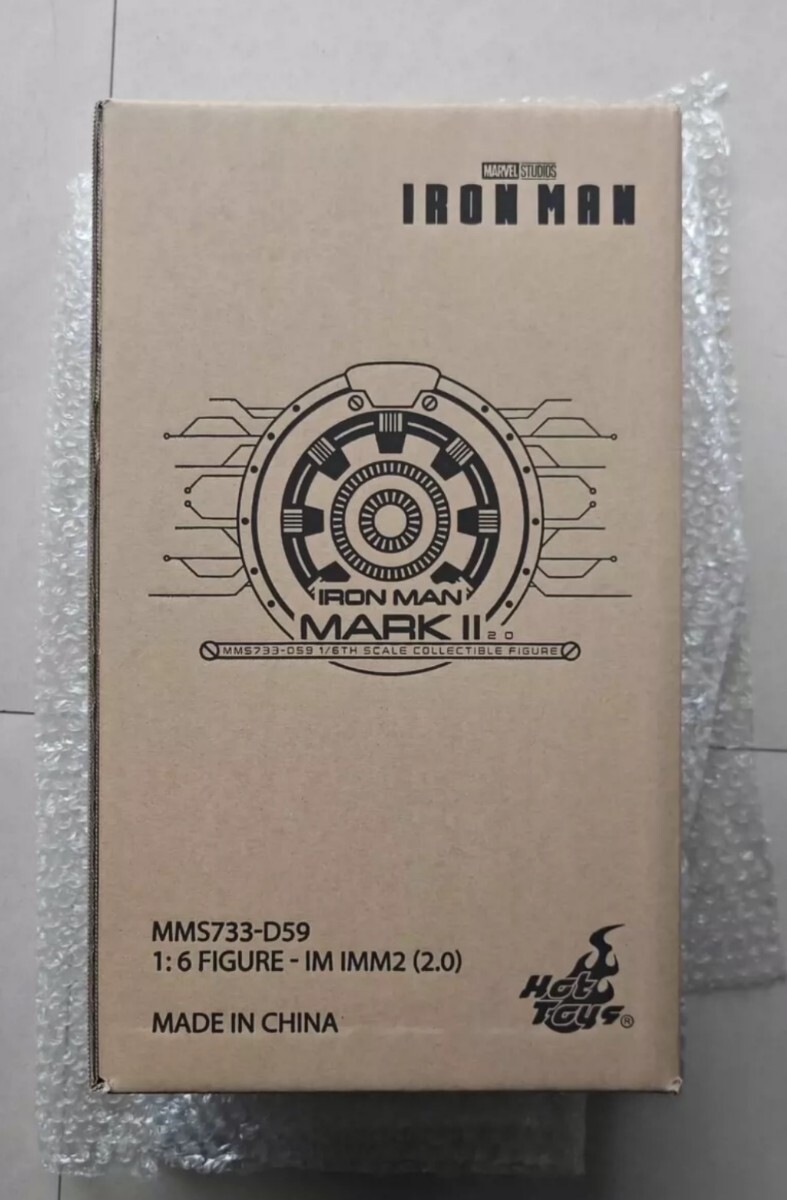 MARVEL STUDIOS
IRON MAN
IRON MAN
MARK II 2.0
MMS733-D59 1/6TH SCALE COLLECTIBLE FIGURE
MMS733-D59
1: 6 FIGURE - IM IMM2 (2.0)
MADE IN CHINA
Hot
Toys®